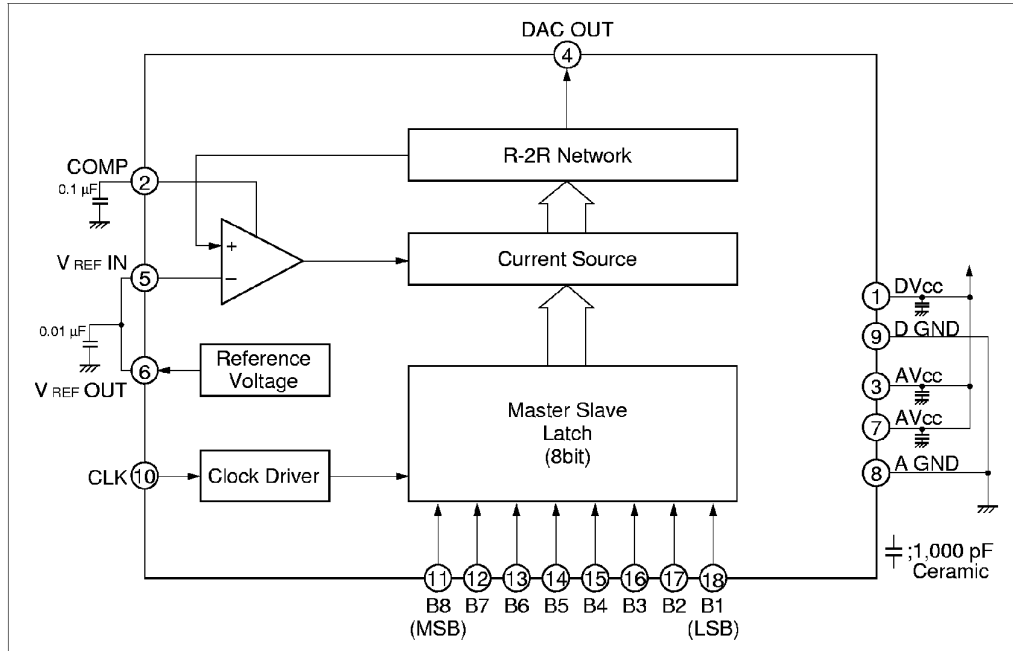 DAC OUT
4
R-2R Network
COMP
2
0.1 µF
+
−
V REF IN
5
Current Source
0.01 µF
6
V REF OUT
Reference
Voltage
1
DVcc
9
D GND
3
AVcc
7
AVcc
8
A GND
Master Slave
Latch
(8bit)
CLK
10
Clock Driver
;1,000 pF
Ceramic
11 12 13 14 15 16 17 18
B8 B7 B6 B5 B4 B3 B2 B1
(MSB) (LSB)